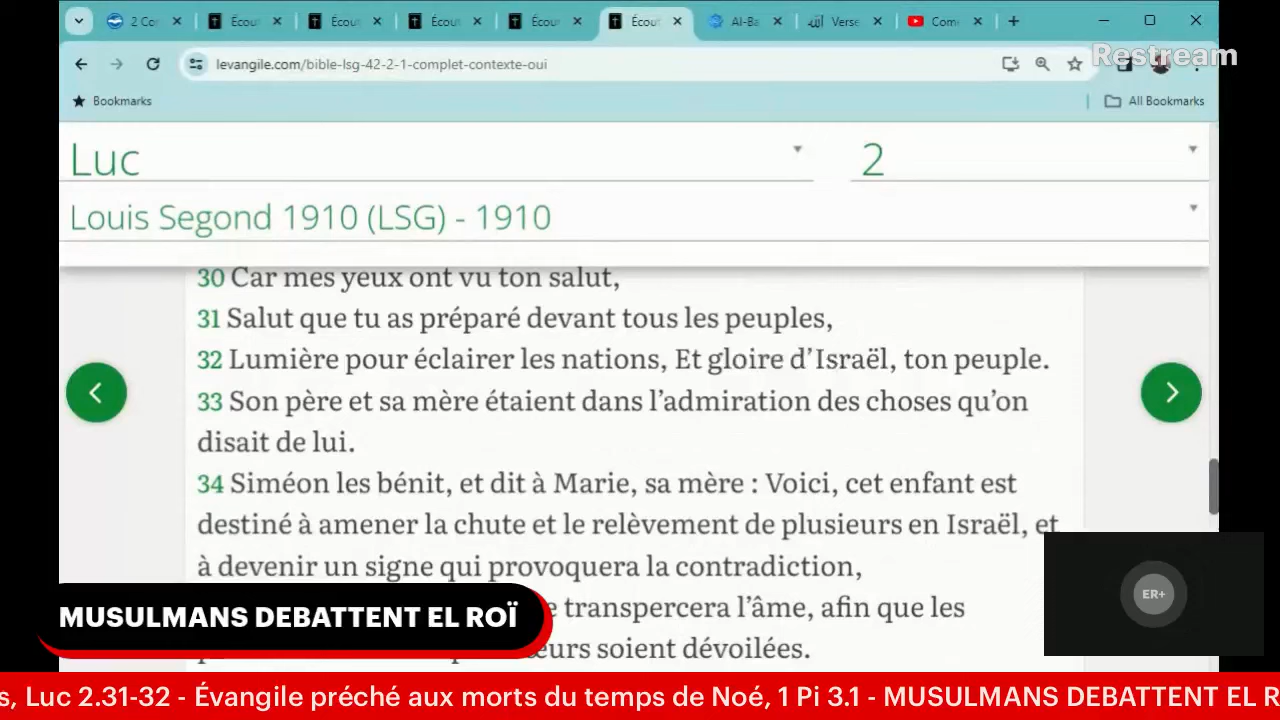 2 Co
Écou
Écou
Écou
Écou
Écou
Al-Ba
Verse
Com
levangile.com/bible-lsg-42-2-1-complet-contexte-oui
Restream
Bookmarks
All Bookmarks
Luc
2
Louis Segond 1910 (LSG) - 1910
30 Car mes yeux ont vu ton salut,
31 Salut que tu as préparé devant tous les peuples,
32 Lumière pour éclairer les nations, Et gloire d’Israël, ton peuple.
33 Son père et sa mère étaient dans l’admiration des choses qu’on
disait de lui.
34 Siméon les bénit, et dit à Marie, sa mère : Voici, cet enfant est
destiné à amener la chute et le relèvement de plusieurs en Israël, et
à devenir un signe qui provoquera la contradiction,
transpercera l’âme, afin que les
soient dévoilées.
ER+
MUSULMANS DEBATTENT EL ROÏ
s, Luc 2.31-32 - Évangile préché aux morts du temps de Noé, 1 Pi 3.1 - MUSULMANS DEBATTENT EL R